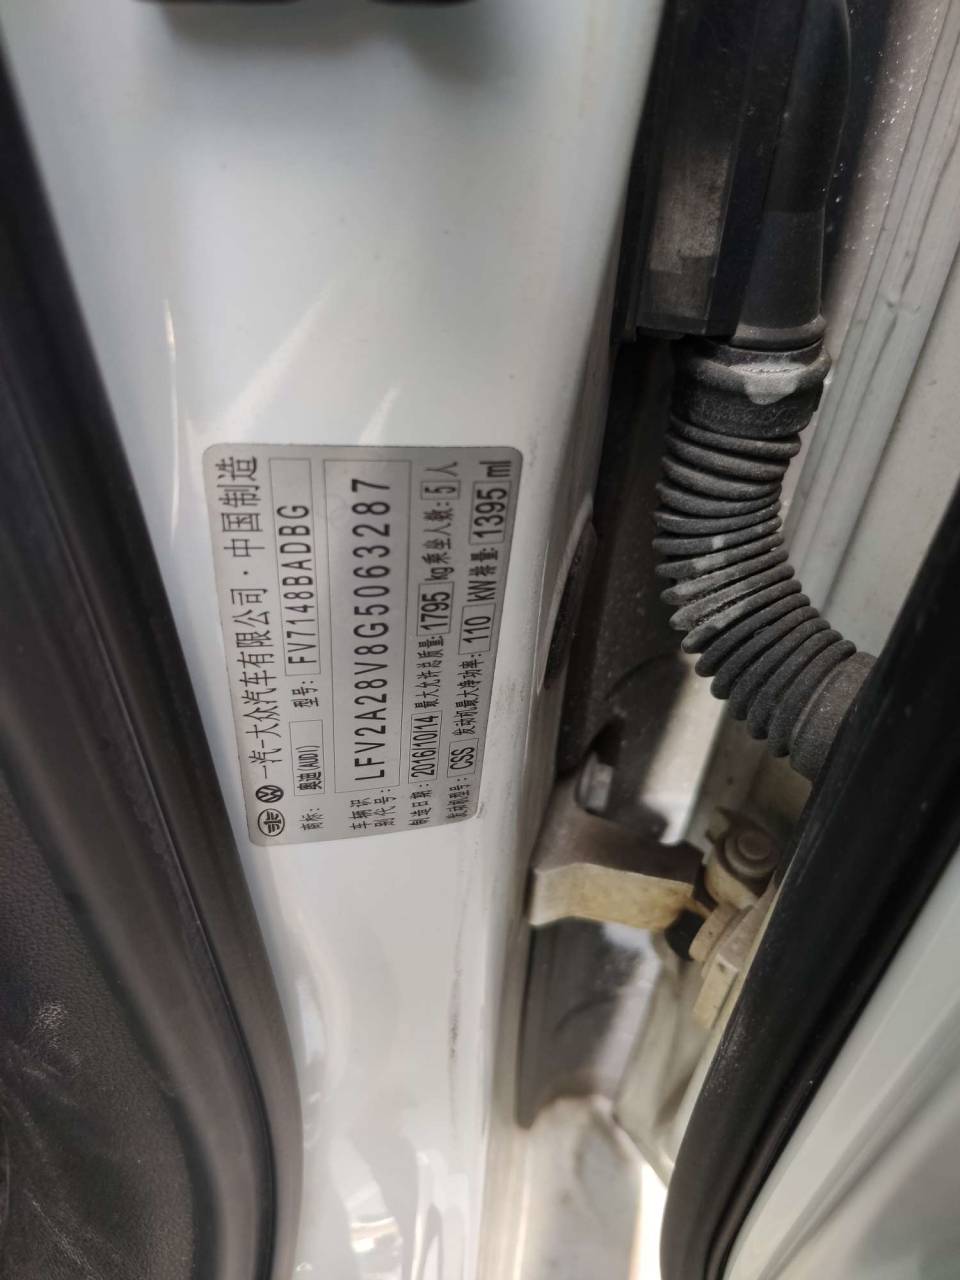 一汽-大众汽车有限公司·中国制造
商标: 奥迪(AUDI) 型号: FV7148BADBG
车辆识别代号: LFV2A28V8G5063287
制造日期: 2016/10/14 最大允许总质量: 1795 kg 乘坐人数: 5 人
发动机型号: CSS 发动机最大净功率: 110 kW 排量: 1395 ml